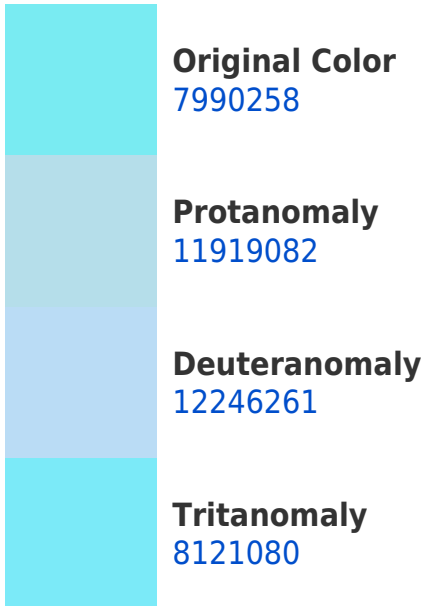 Original Color
7990258
Protanomaly
11919082
Deuteranomaly
12246261
Tritanomaly
8121080